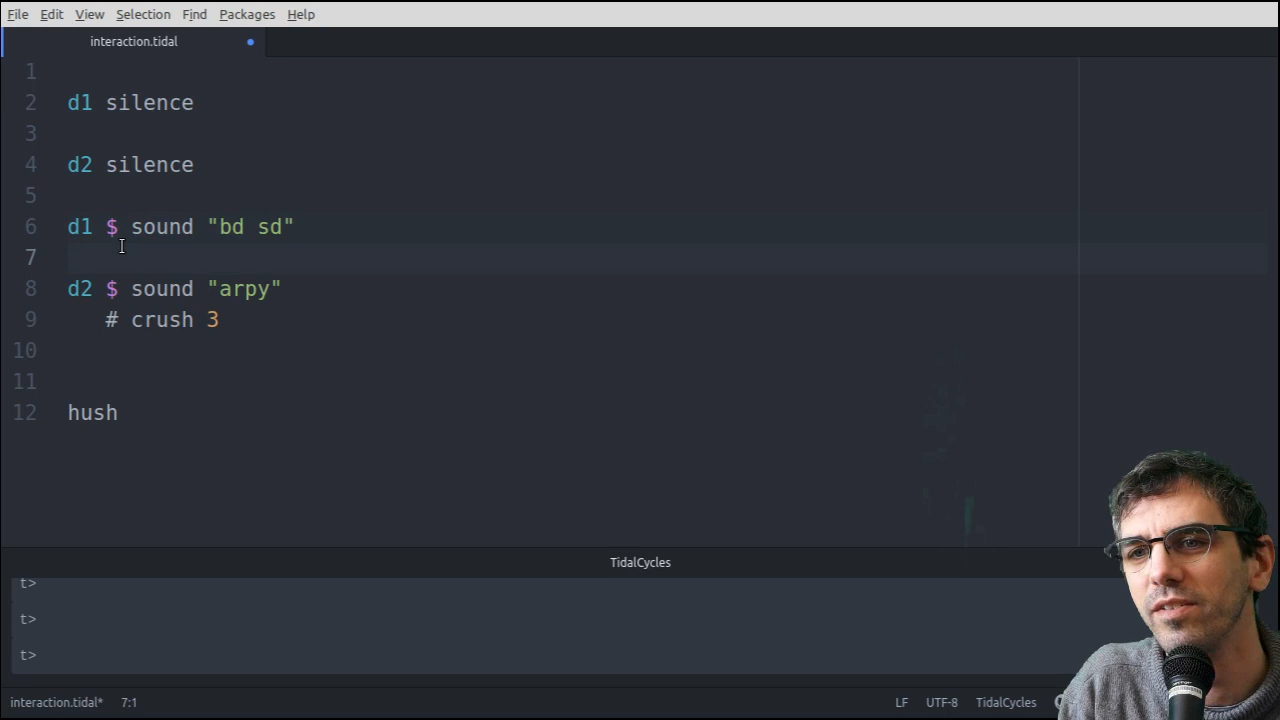 File Edit View Selection Find Packages Help
interaction.tidal
1
2 d1 silence
3
4 d2 silence
5
6 d1 $ sound "bd sd"
7
8 d2 $ sound "arpy"
9 # crush 3
10
11
12 hush
TidalCycles
t>
t>
t>
interaction.tidal* 7:1 LF UTF-8 TidalCycles